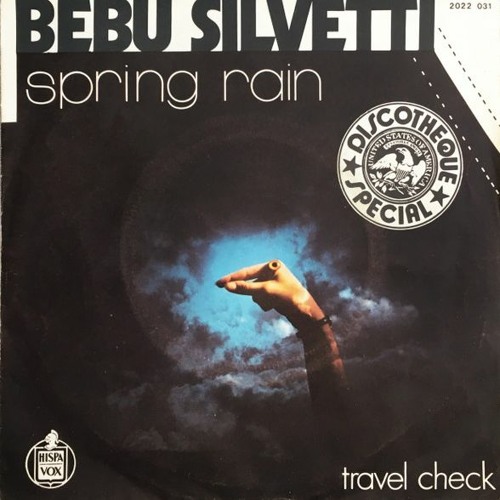 BEBU SILVETTI
2022 031
spring rain
DISCOTHEQUE
UNITED STATES OF AMERICA
SPECIAL
HISPA
VOX
travel check